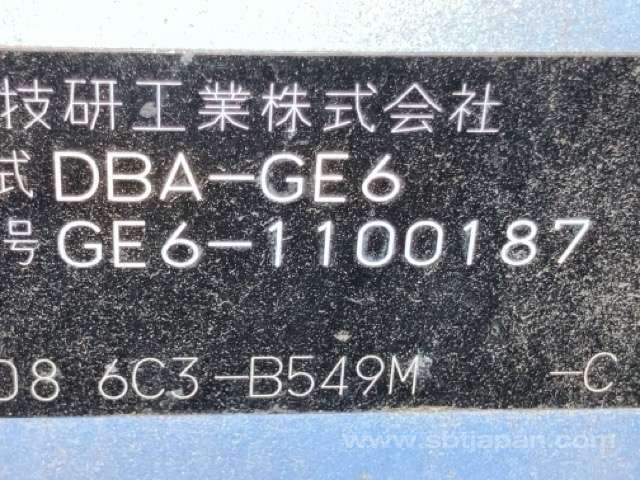 技研工業株式会社
式 DBA-GE6
号 GE6-1100187
08 6C3-B549M -C
www.sbtjapan.com